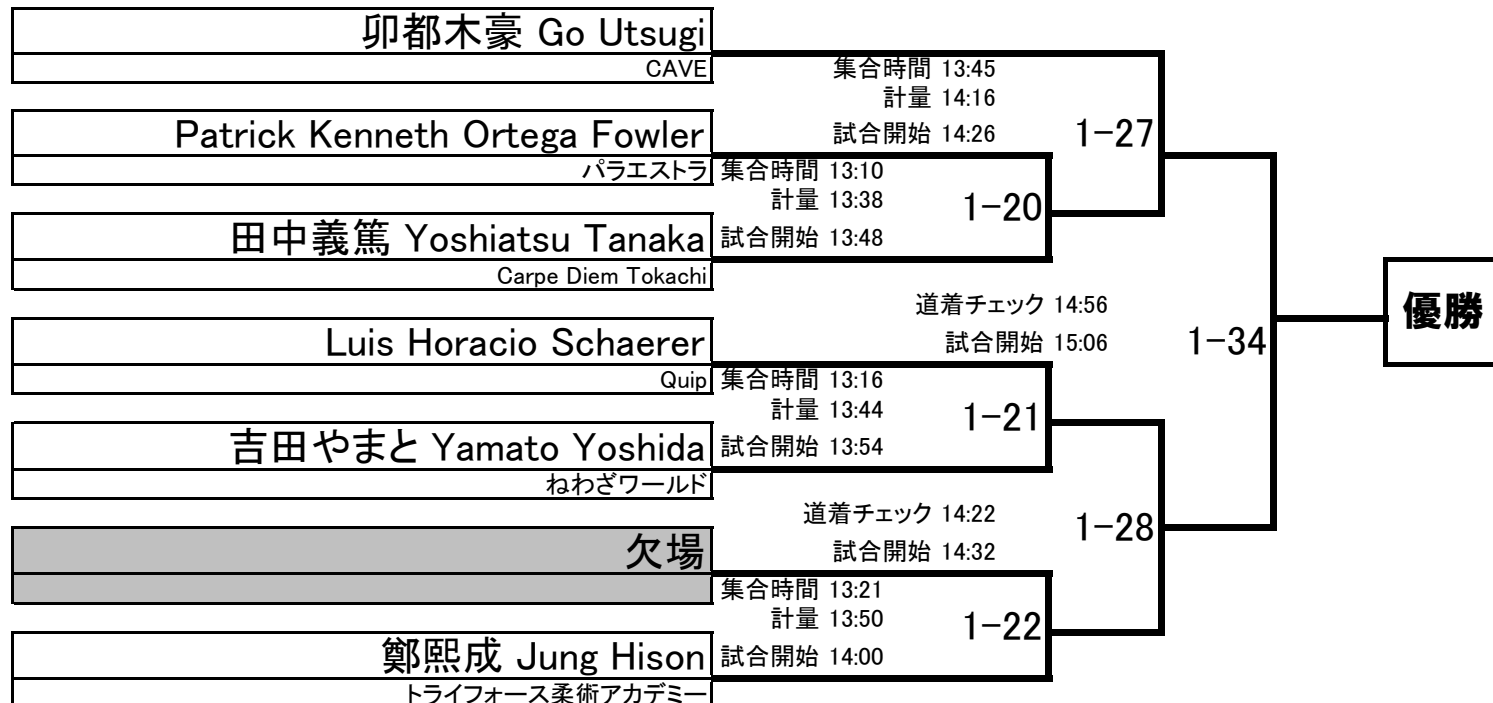 卯都木豪 Go Utsugi
CAVE
集合時間 13:45
計量 14:16
試合開始 14:26
1-27
Patrick Kenneth Ortega Fowler
パラエストラ
集合時間 13:10
計量 13:38
試合開始 13:48
1-20
田中義篤 Yoshiatsu Tanaka
Carpe Diem Tokachi
道着チェック 14:56
試合開始 15:06
1-34
優勝
Luis Horacio Schaerer
Quip
集合時間 13:16
計量 13:44
試合開始 13:54
1-21
吉田やまと Yamato Yoshida
ねわざワールド
道着チェック 14:22
試合開始 14:32
1-28
欠場
集合時間 13:21
計量 13:50
試合開始 14:00
1-22
鄭熙成 Jung Hison
トライフォース柔術アカデミー